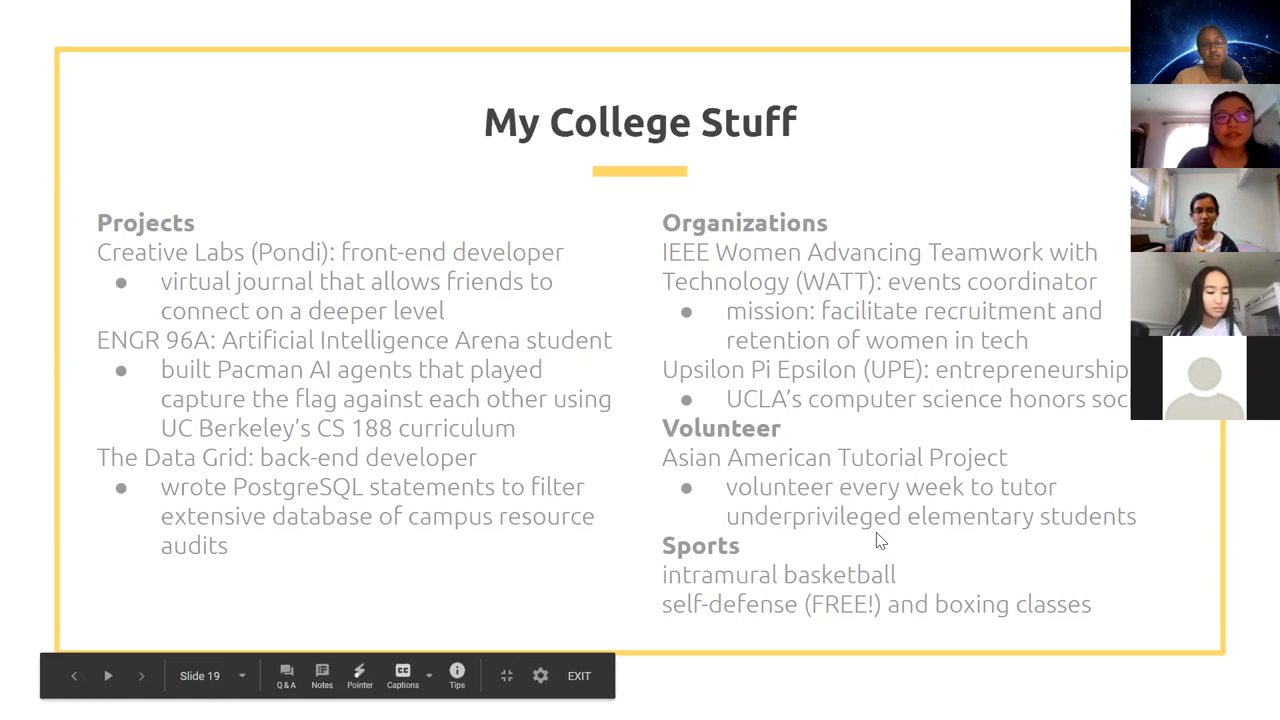 My College Stuff
Projects
Creative Labs (Pondi): front-end developer
● virtual journal that allows friends to
connect on a deeper level
ENGR 96A: Artificial Intelligence Arena student
● built Pacman AI agents that played
capture the flag against each other using
UC Berkeley’s CS 188 curriculum
The Data Grid: back-end developer
● wrote PostgreSQL statements to filter
extensive database of campus resource
audits
Organizations
IEEE Women Advancing Teamwork with
Technology (WATT): events coordinator
● mission: facilitate recruitment and
retention of women in tech
Upsilon Pi Epsilon (UPE): entrepreneurship
● UCLA’s computer science honors
Volunteer
Asian American Tutorial Project
● volunteer every week to tutor
underprivileged elementary students
Sports
intramural basketball
self-defense (FREE!) and boxing classes
Slide 19
Q & A
Notes
Pointer
Captions
Tips
EXIT